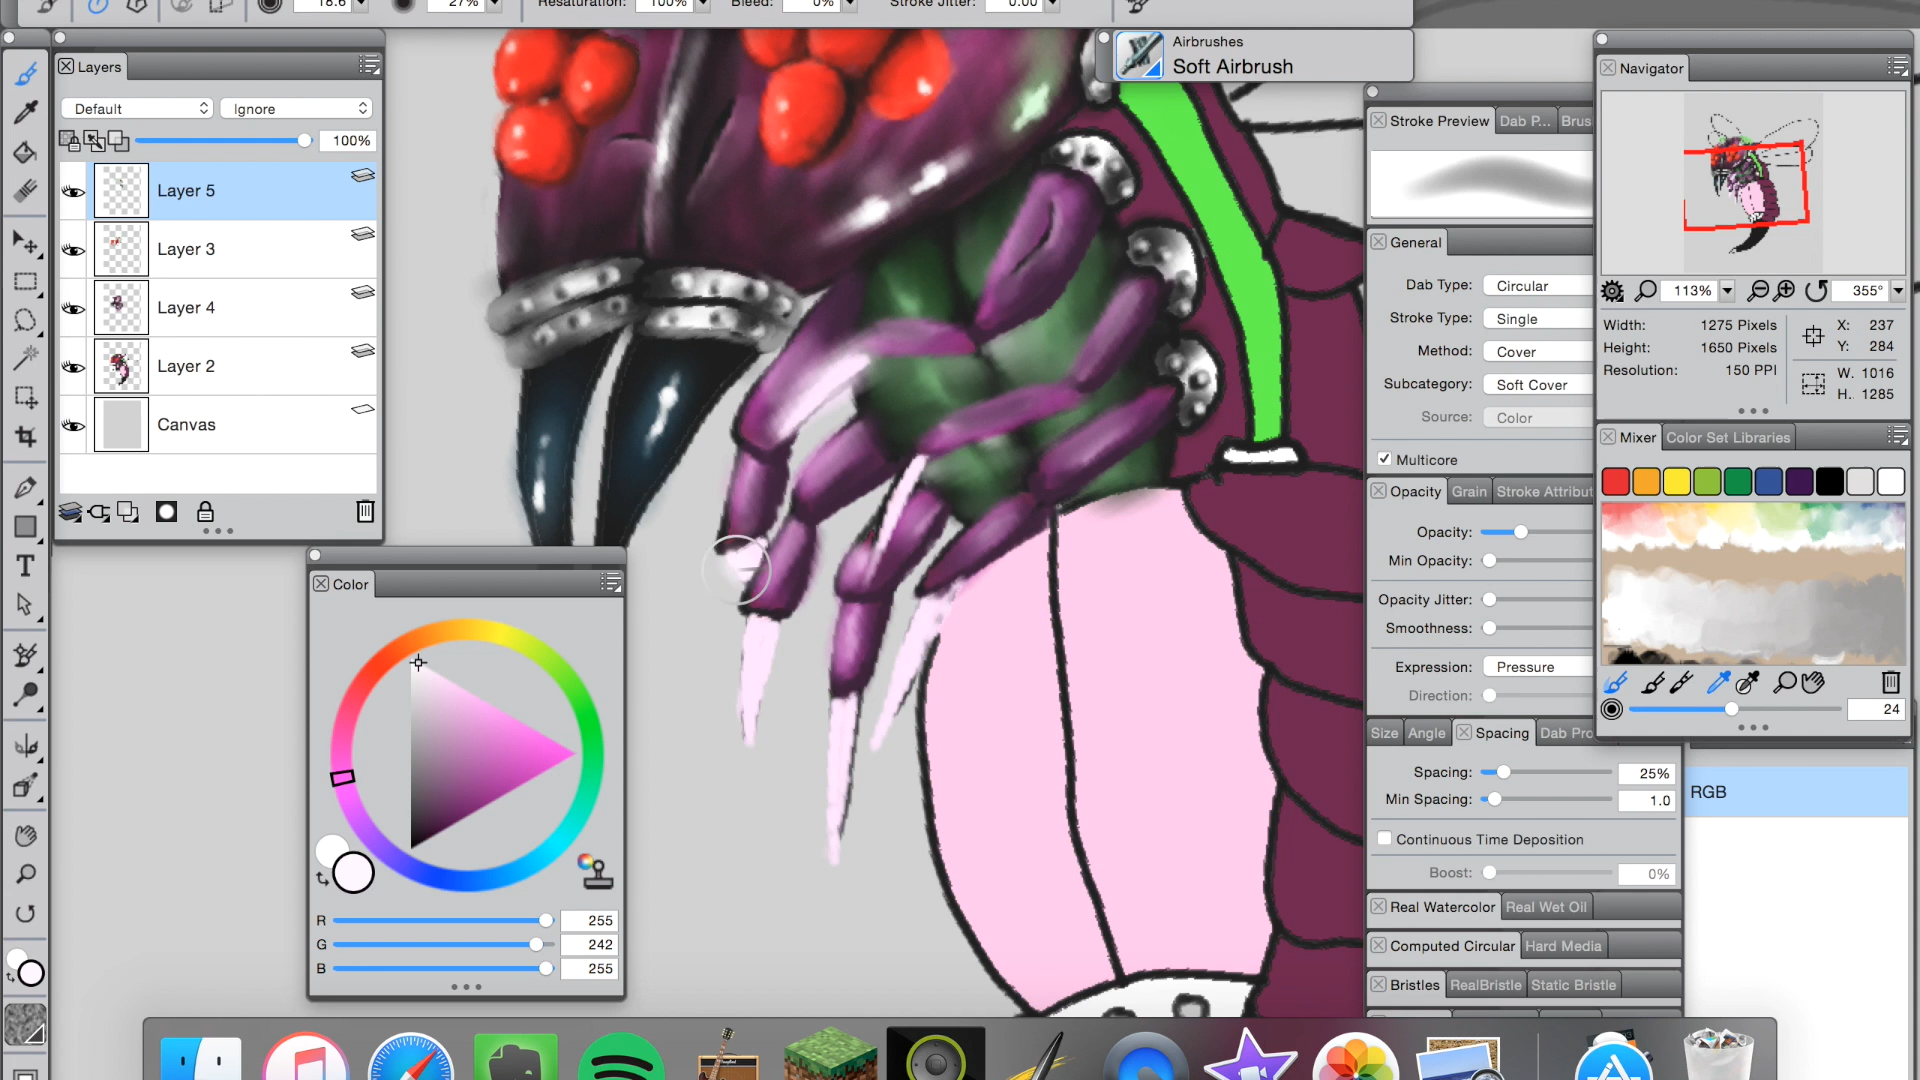 18.6
27%
Resaturation: 100%
Bleed: 0%
Stroke Jitter: 0.00
Airbrushes
Soft Airbrush
Layers
Default
Ignore
100%
Layer 5
Layer 3
Layer 4
Layer 2
Canvas
Color
R 255
G 242
B 255
Stroke Preview
Dab P...
Brus
General
Dab Type: Circular
Stroke Type: Single
Method: Cover
Subcategory: Soft Cover
Source: Color
Multicore
Opacity
Grain
Stroke Attribut
Opacity:
Min Opacity:
Opacity Jitter:
Smoothness:
Expression: Pressure
Direction:
Size
Angle
Spacing
Dab Pro
Spacing: 25%
Min Spacing: 1.0
Continuous Time Deposition
Boost: 0%
Real Watercolor
Real Wet Oil
Computed Circular
Hard Media
Bristles
RealBristle
Static Bristle
Navigator
113%
355°
Width: 1275 Pixels
Height: 1650 Pixels
Resolution: 150 PPI
X: 237
Y: 284
W. 1016
H. 1285
Mixer
Color Set Libraries
24
RGB
T